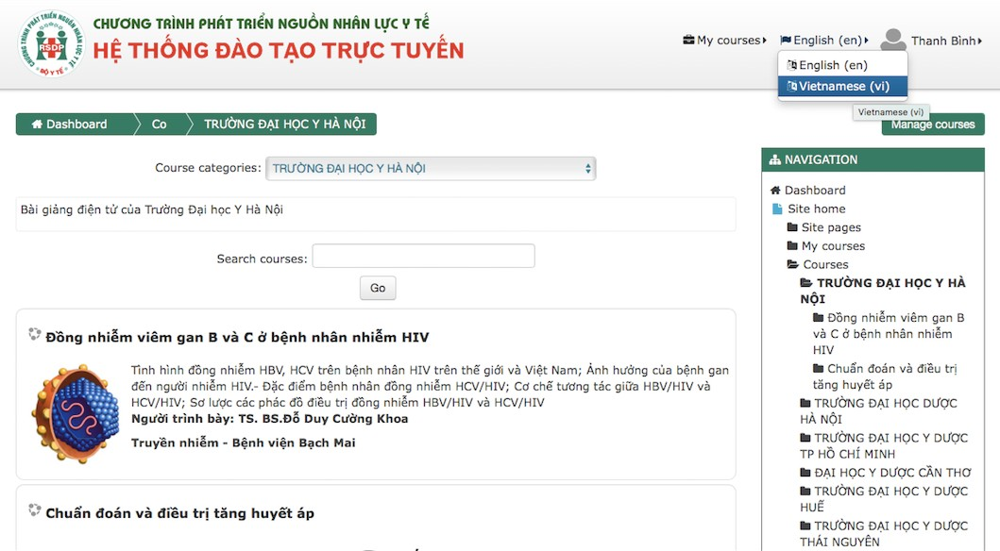 CHƯƠNG TRÌNH PHÁT TRIỂN NGUỒN NHÂN LỰC Y TẾ
RSDP
BỘ Y TẾ
CHƯƠNG TRÌNH PHÁT TRIỂN NGUỒN NHÂN LỰC Y TẾ
HỆ THỐNG ĐÀO TẠO TRỰC TUYẾN
My courses
English (en)
Thanh Bình
English (en)
Vietnamese (vi)
Vietnamese (vi)
Manage courses
Dashboard
Co
TRƯỜNG ĐẠI HỌC Y HÀ NỘI
Course categories:
TRƯỜNG ĐẠI HỌC Y HÀ NỘI
Bài giảng điện tử của Trường Đại học Y Hà Nội
Search courses:
Go
Đồng nhiễm viêm gan B và C ở bệnh nhân nhiễm HIV
Tình hình đồng nhiễm HBV, HCV trên bệnh nhân HIV trên thế giới và Việt Nam; Ảnh hưởng của bệnh gan
đến người nhiễm HIV.- Đặc điểm bệnh nhân đồng nhiễm HCV/HIV; Cơ chế tương tác giữa HBV/HIV và
HCV/HIV; Sơ lược các phác đồ điều trị đồng nhiễm HBV/HIV và HCV/HIV
Người trình bày: TS. BS.Đỗ Duy Cường Khoa
Truyền nhiễm - Bệnh viện Bạch Mai
Chuẩn đoán và điều trị tăng huyết áp
NAVIGATION
Dashboard
Site home
Site pages
My courses
Courses
TRƯỜNG ĐẠI HỌC Y HÀ
NỘI
Đồng nhiễm viêm gan B
và C ở bệnh nhân nhiễm
HIV
Chuẩn đoán và điều trị
tăng huyết áp
TRƯỜNG ĐẠI HỌC DƯỢC
HÀ NỘI
TRƯỜNG ĐẠI HỌC Y DƯỢC
TP HỒ CHÍ MINH
ĐẠI HỌC Y DƯỢC CẦN THƠ
TRƯỜNG ĐẠI HỌC Y DƯỢC
HUẾ
TRƯỜNG ĐẠI HỌC Y DƯỢC
THÁI NGUYÊN